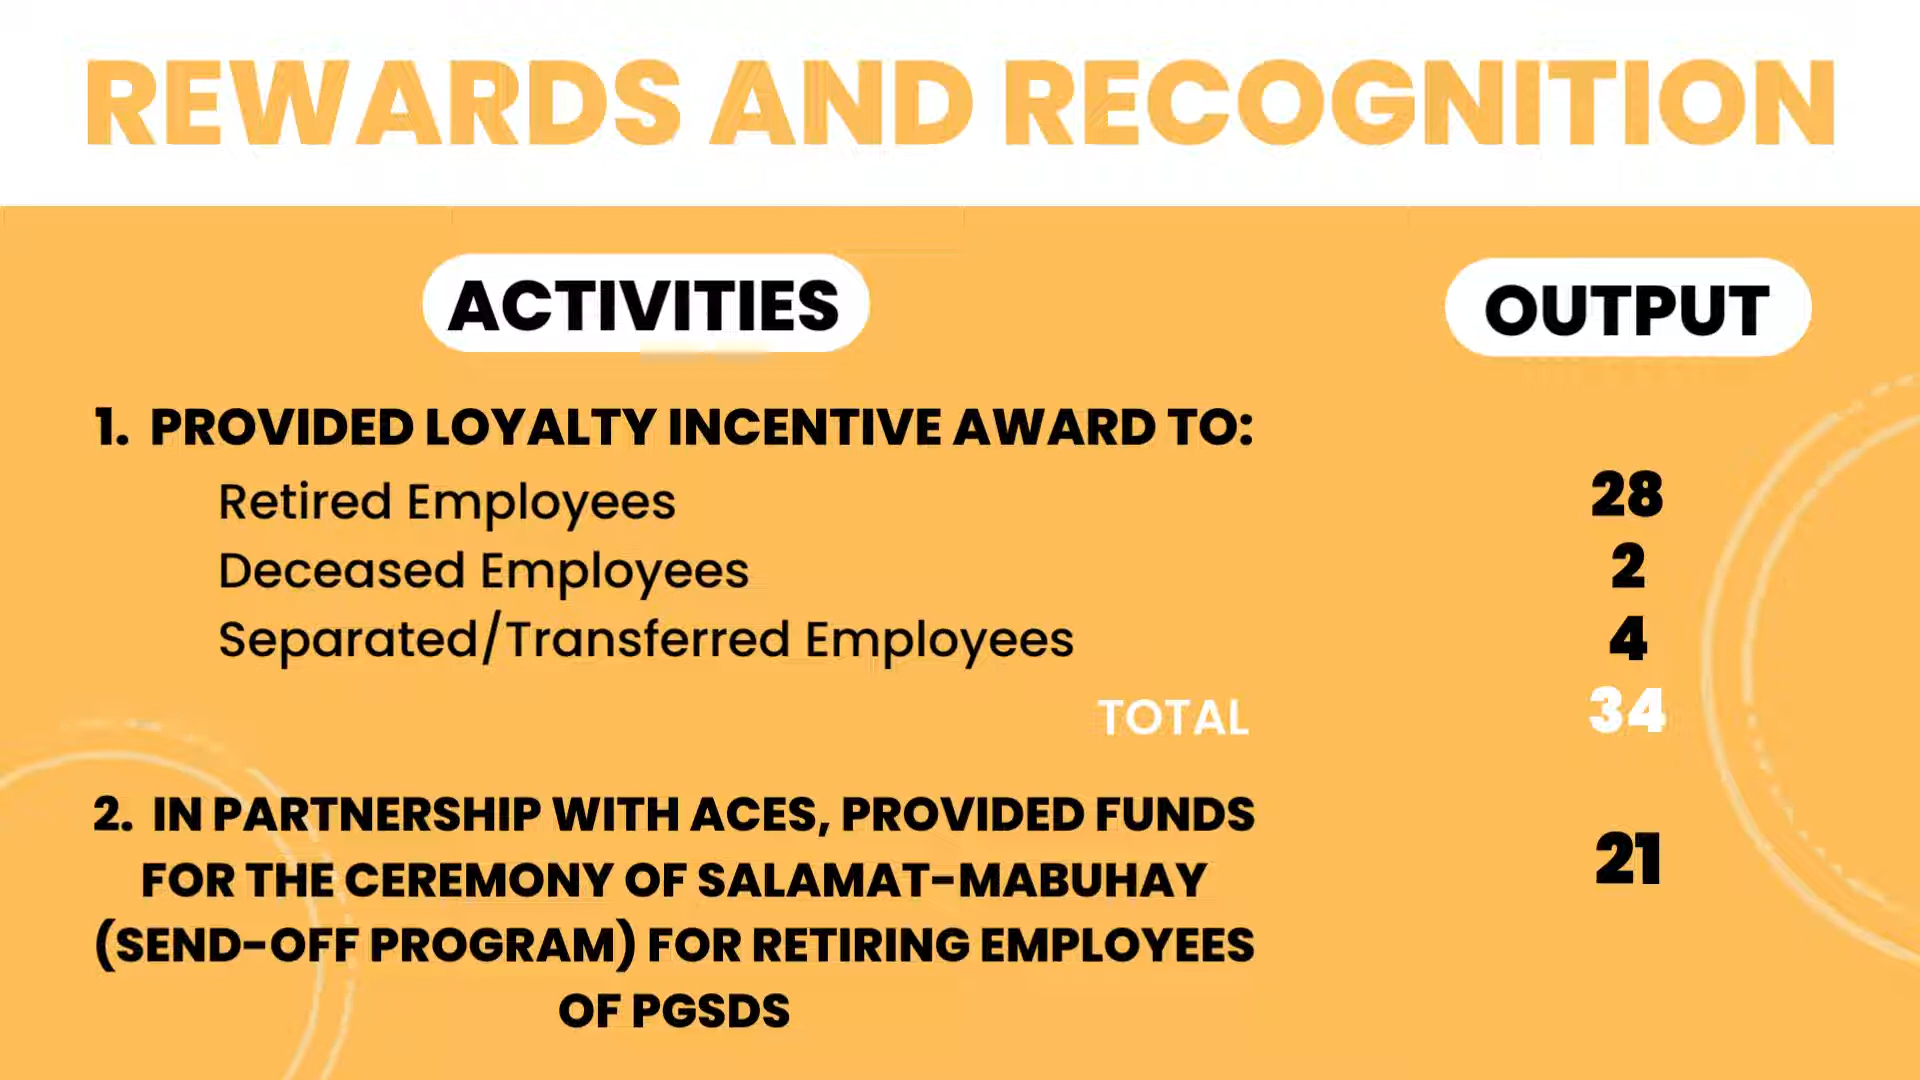 REWARDS AND RECOGNITION
ACTIVITIES
OUTPUT
1. PROVIDED LOYALTY INCENTIVE AWARD TO:
Retired Employees 28
Deceased Employees 2
Separated/Transferred Employees 4
TOTAL 34
2. IN PARTNERSHIP WITH ACES, PROVIDED FUNDS
FOR THE CEREMONY OF SALAMAT-MABUHAY
21
(SEND-OFF PROGRAM) FOR RETIRING EMPLOYEES
OF PGSDS